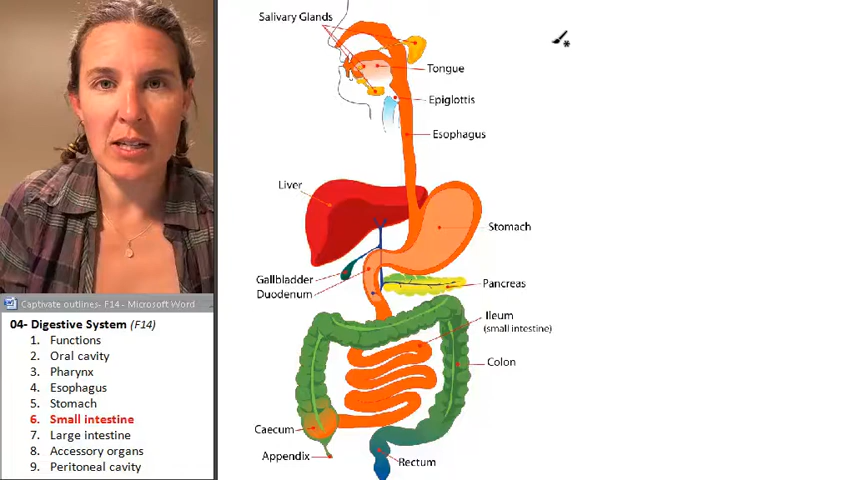 Salivary Glands
Tongue
Epiglottis
Esophagus
Liver
Stomach
Gallbladder
Duodenum
Pancreas
Ileum
(small intestine)
Colon
Caecum
Appendix
Rectum
Captivate outlines- F14 - Microsoft Word
04- Digestive System (F14)
1. Functions
2. Oral cavity
3. Pharynx
4. Esophagus
5. Stomach
6. Small intestine
7. Large intestine
8. Accessory organs
9. Peritoneal cavity